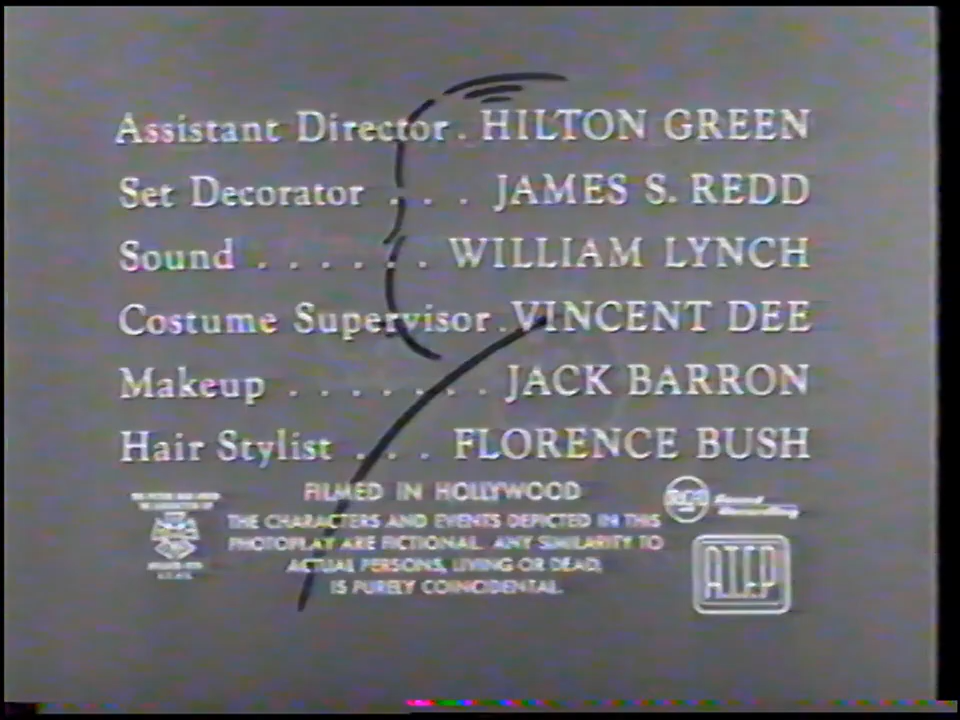 Assistant Director . HILTON GREEN
Set Decorator . . . JAMES S. REDD
Sound . . . . . . WILLIAM LYNCH
Costume Supervisor . VINCENT DEE
Makeup . . . . . . . JACK BARRON
Hair Stylist . . . FLORENCE BUSH
FILMED IN HOLLYWOOD
THE CHARACTERS AND EVENTS DEPICTED IN THIS
PHOTOPLAY ARE FICTIONAL. ANY SIMILARITY TO
ACTUAL PERSONS, LIVING OR DEAD,
IS PURELY COINCIDENTAL.
RCA Sound